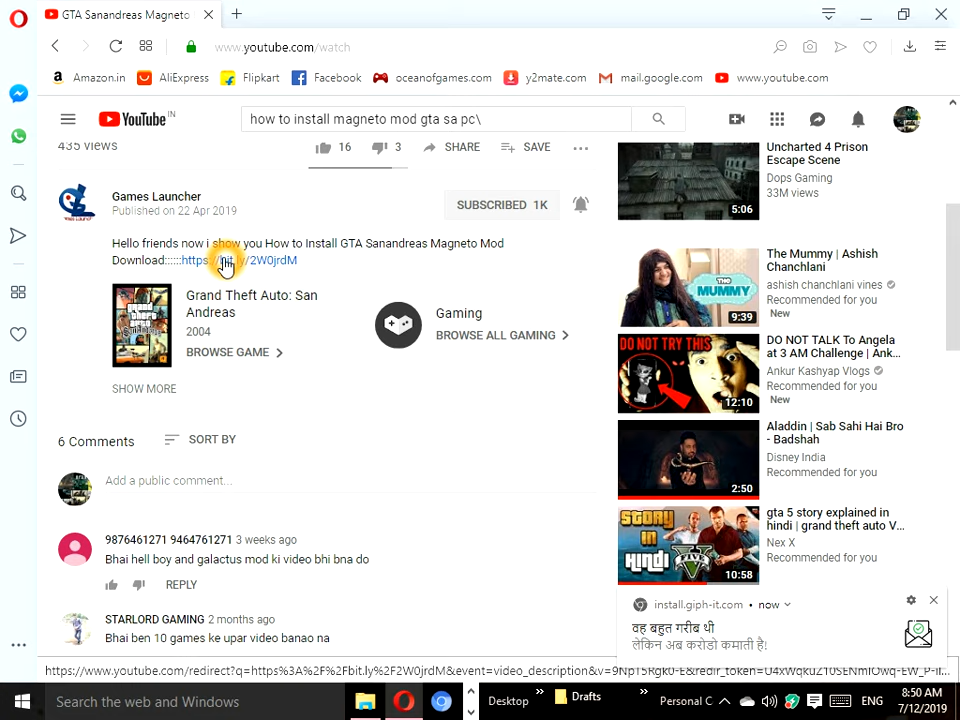 GTA Sanandreas Magneto
www.youtube.com/watch
Amazon.in
AliExpress
Flipkart
Facebook
oceanofgames.com
y2mate.com
mail.google.com
www.youtube.com
YouTube IN
how to install magneto mod gta sa pc\
435 views
16
3
SHARE
SAVE
Games Launcher
Published on 22 Apr 2019
SUBSCRIBED 1K
Hello friends now i show you How to Install GTA Sanandreas Magneto Mod
Download::::::https://bit.ly/2W0jrdM
Grand Theft Auto: San
Andreas
2004
BROWSE GAME
Gaming
BROWSE ALL GAMING
SHOW MORE
6 Comments
SORT BY
Add a public comment...
9876461271 9464761271 3 weeks ago
Bhai hell boy and galactus mod ki video bhi bna do
REPLY
STARLORD GAMING 2 months ago
Bhai ben 10 games ke upar video banao na
5:06
Uncharted 4 Prison
Escape Scene
Dops Gaming
33M views
THE
MUMMY
9:39
The Mummy | Ashish
Chanchlani
ashish chanchlani vines
Recommended for you
New
DO NOT TRY THIS
12:10
DO NOT TALK To Angela
at 3 AM Challenge | Ank...
Ankur Kashyap Vlogs
Recommended for you
New
2:50
Aladdin | Sab Sahi Hai Bro
- Badshah
Disney India
Recommended for you
STORY
IN
HINDI
10:58
gta 5 story explained in
hindi | grand theft auto V...
Nex X
Recommended for you
install.giph-it.com • now
वह बहुत गरीब थी
लेकिन अब करोडो कमाती है!
Search the web and Windows
Desktop
Drafts
Personal C
ENG
8:50 AM
7/12/2019